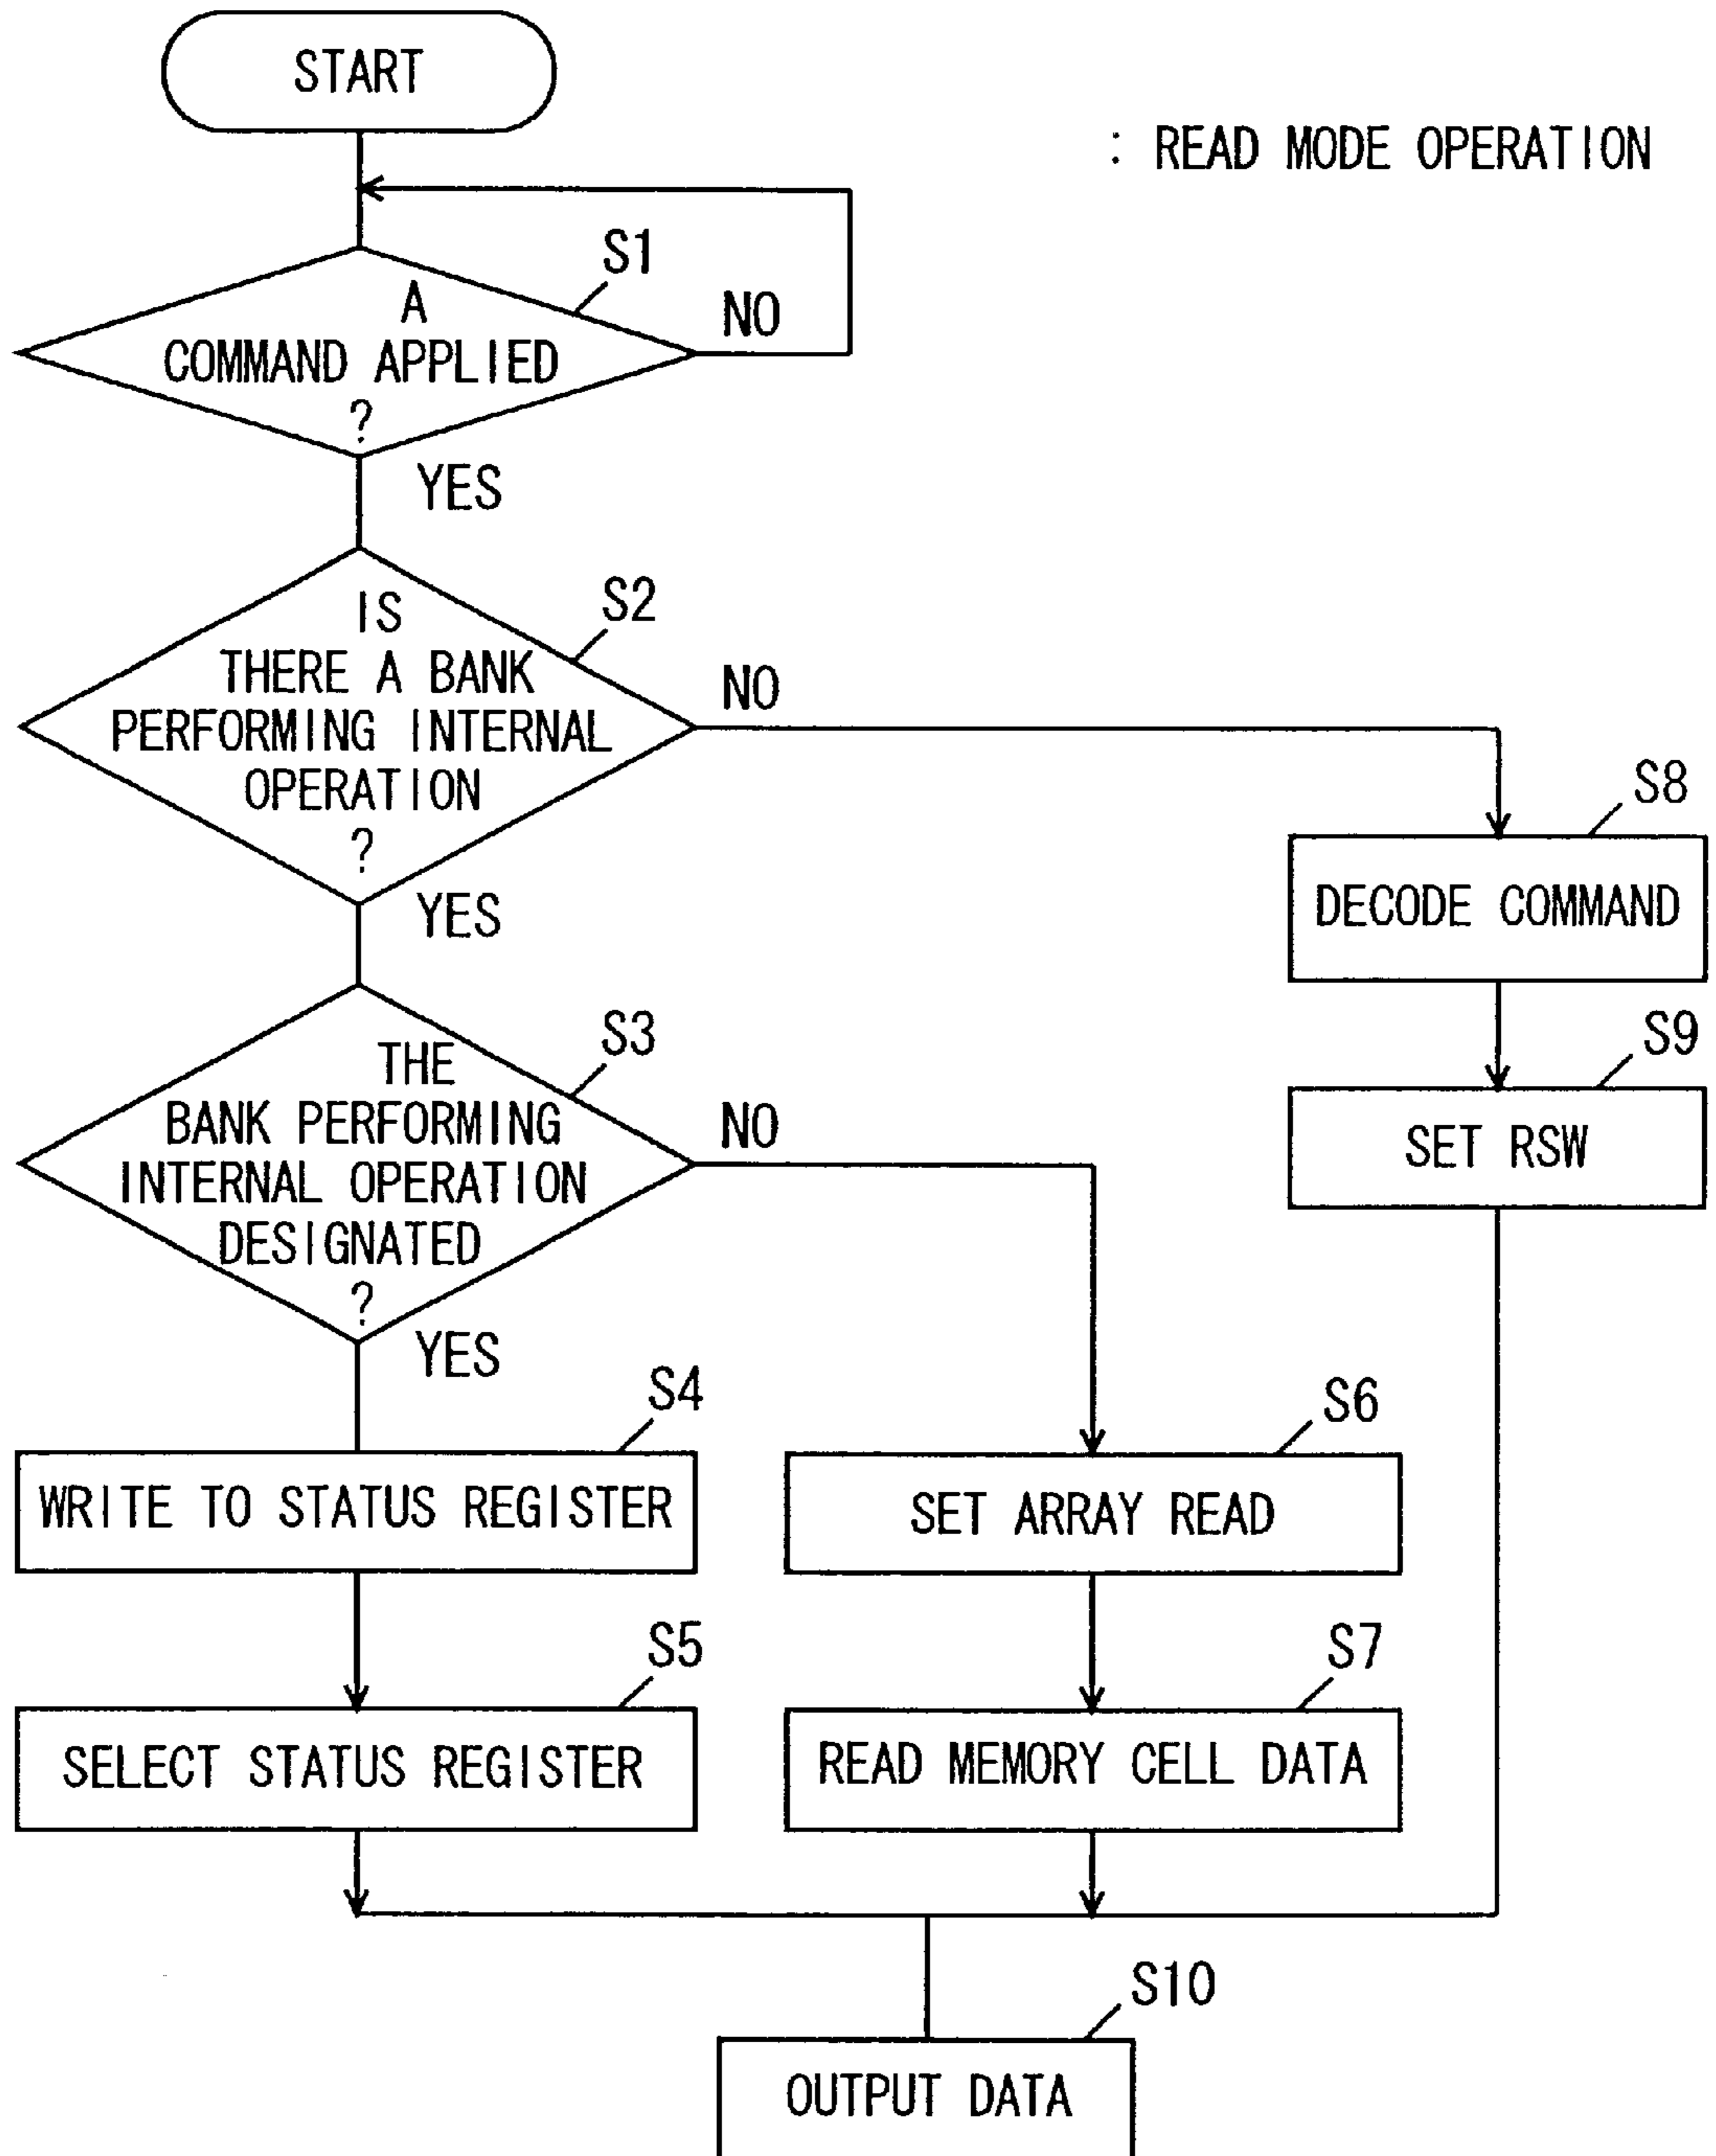 START
: READ MODE OPERATION
S1
A
COMMAND APPLIED
?
NO
YES
S2
IS
THERE A BANK
PERFORMING INTERNAL
OPERATION
?
NO
YES
S8
DECODE COMMAND
S3
THE
BANK PERFORMING
INTERNAL OPERATION
DESIGNATED
?
NO
YES
S9
SET RSW
S4
WRITE TO STATUS REGISTER
S6
SET ARRAY READ
S5
SELECT STATUS REGISTER
S7
READ MEMORY CELL DATA
S10
OUTPUT DATA